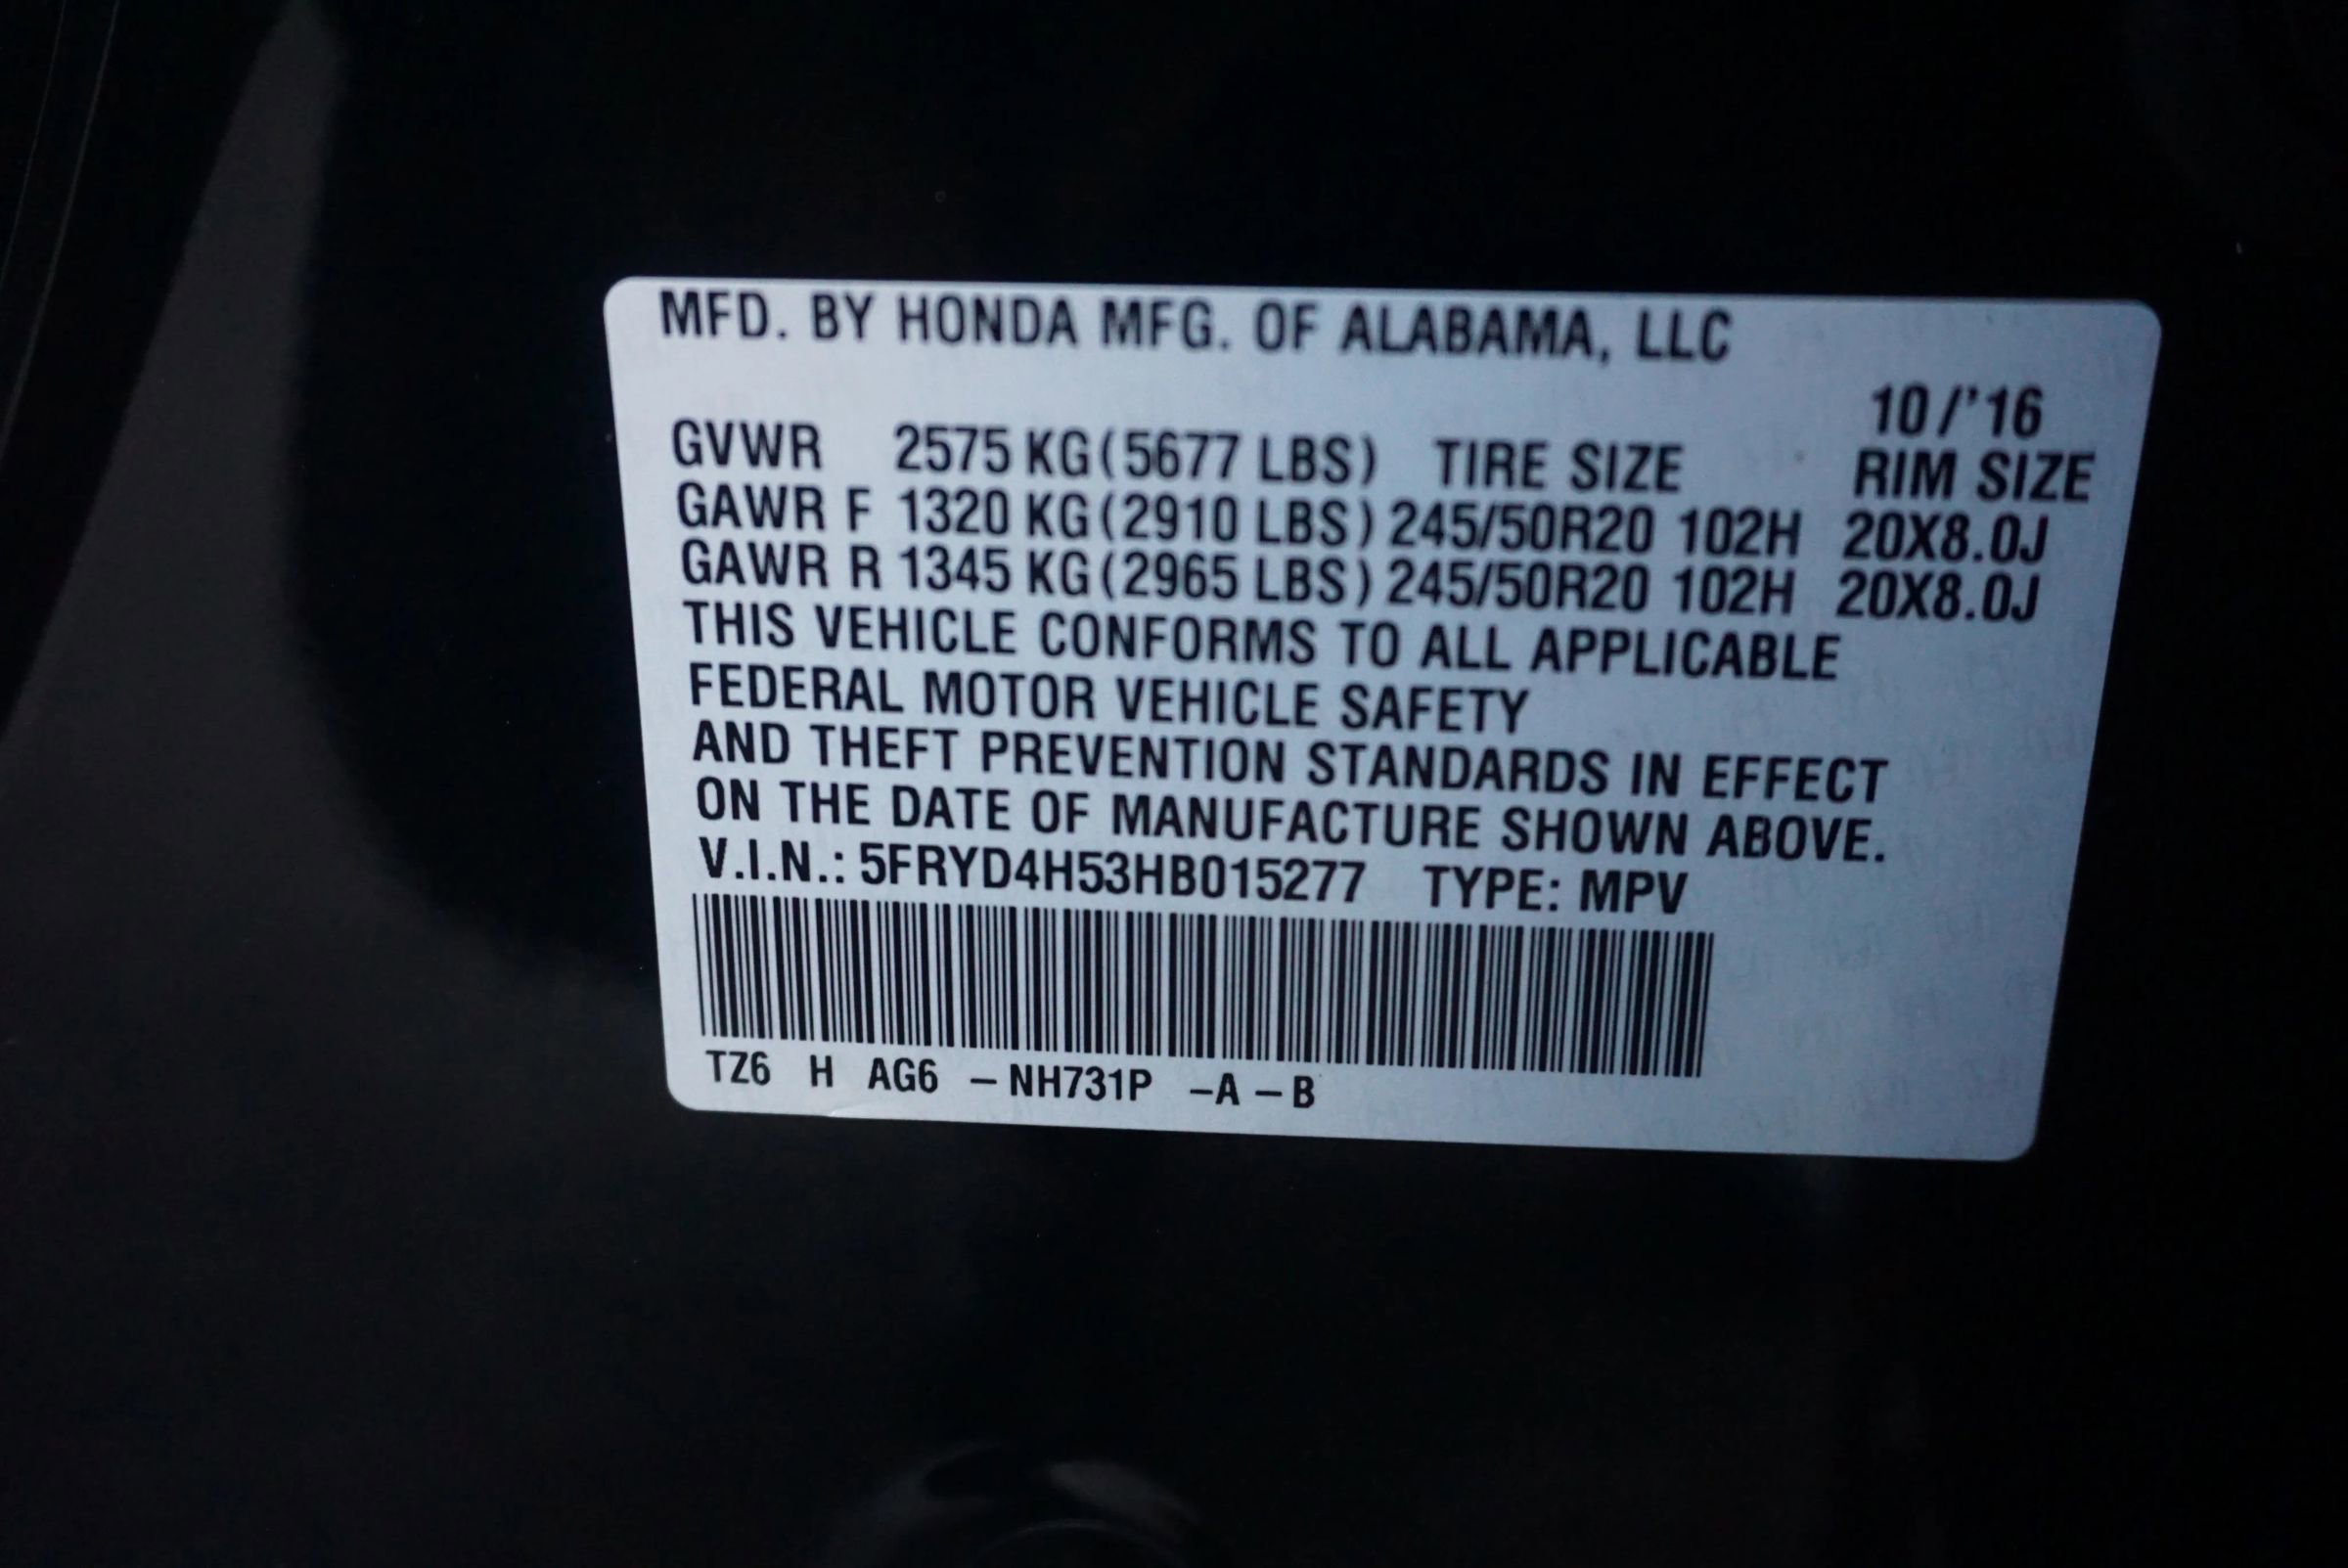 MFD. BY HONDA MFG. OF ALABAMA, LLC
10/'16
GVWR 2575 KG (5677 LBS) TIRE SIZE RIM SIZE
GAWR F 1320 KG (2910 LBS) 245/50R20 102H 20X8.0J
GAWR R 1345 KG (2965 LBS) 245/50R20 102H 20X8.0J
THIS VEHICLE CONFORMS TO ALL APPLICABLE
FEDERAL MOTOR VEHICLE SAFETY
AND THEFT PREVENTION STANDARDS IN EFFECT
ON THE DATE OF MANUFACTURE SHOWN ABOVE.
V.I.N.: 5FRYD4H53HB015277 TYPE: MPV
TZ6 H AG6 – NH731P –A – B